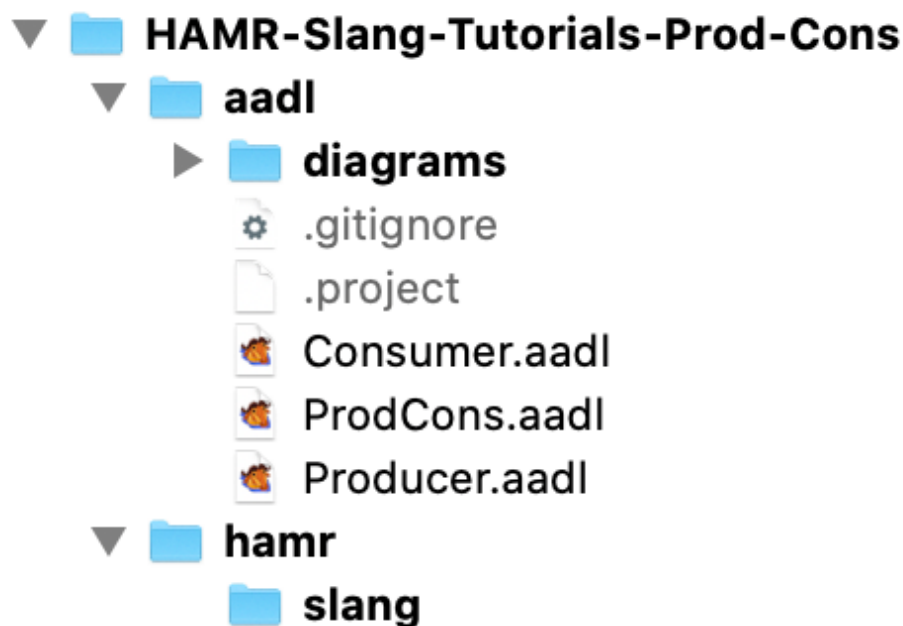 HAMR-Slang-Tutorials-Prod-Cons
aadl
diagrams
.gitignore
.project
Consumer.aadl
ProdCons.aadl
Producer.aadl
hamr
slang